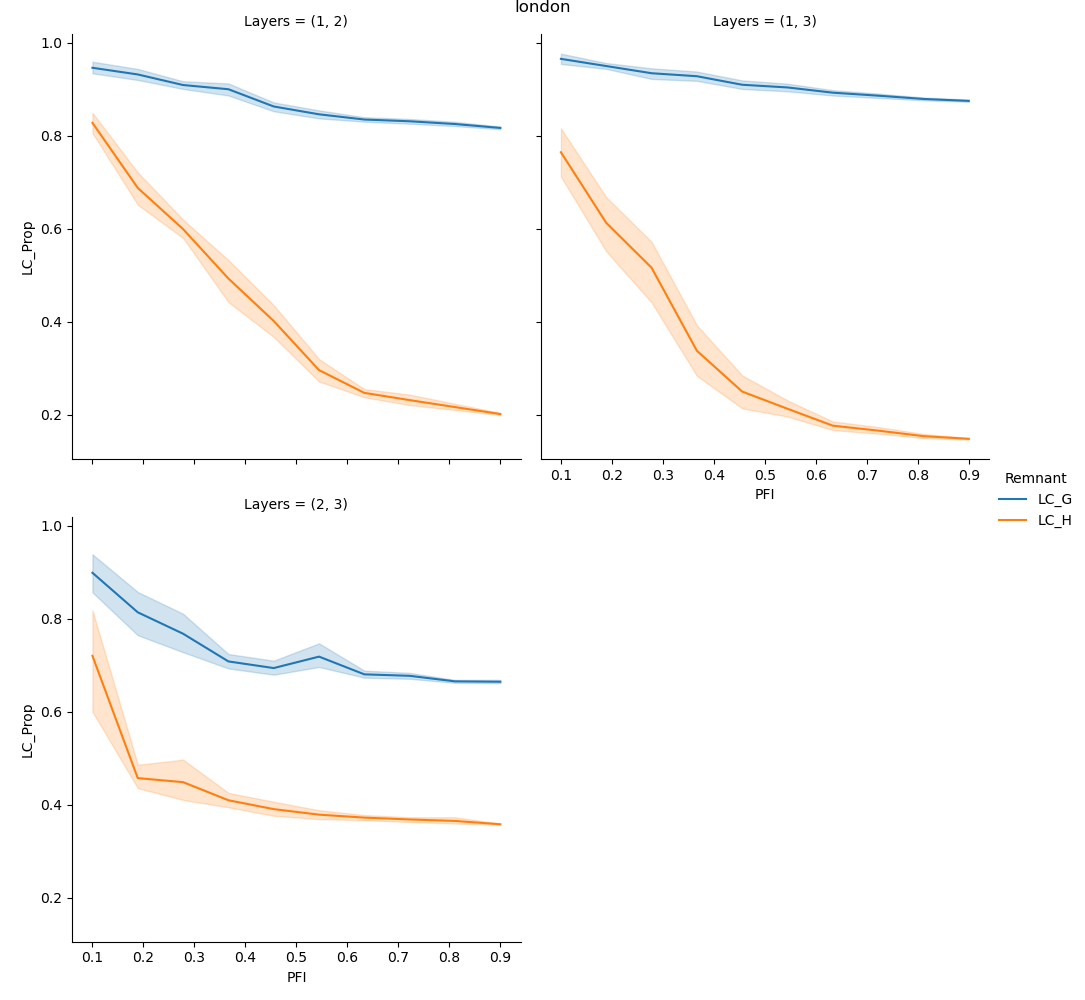 london
Layers = (1, 2)
Layers = (1, 3)
1.0
0.8
0.6
0.4
0.2
LC_Prop
0.1 0.2 0.3 0.4 0.5 0.6 0.7 0.8 0.9
PFI
Remnant
LC_G
LC_H
Layers = (2, 3)
1.0
0.8
0.6
0.4
0.2
LC_Prop
0.1 0.2 0.3 0.4 0.5 0.6 0.7 0.8 0.9
PFI